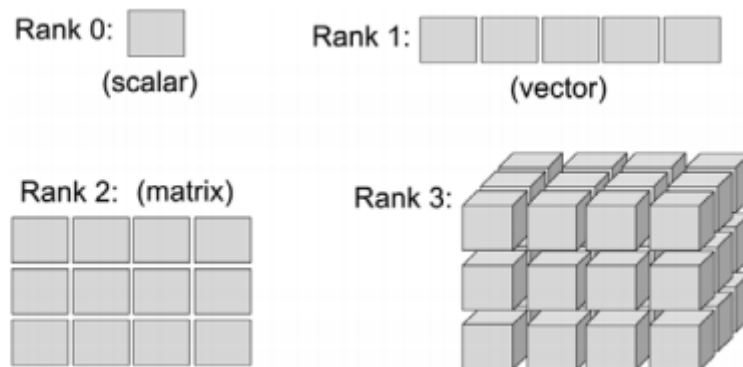 Rank 0:
(scalar)
Rank 1:
(vector)
Rank 2: (matrix)
Rank 3: